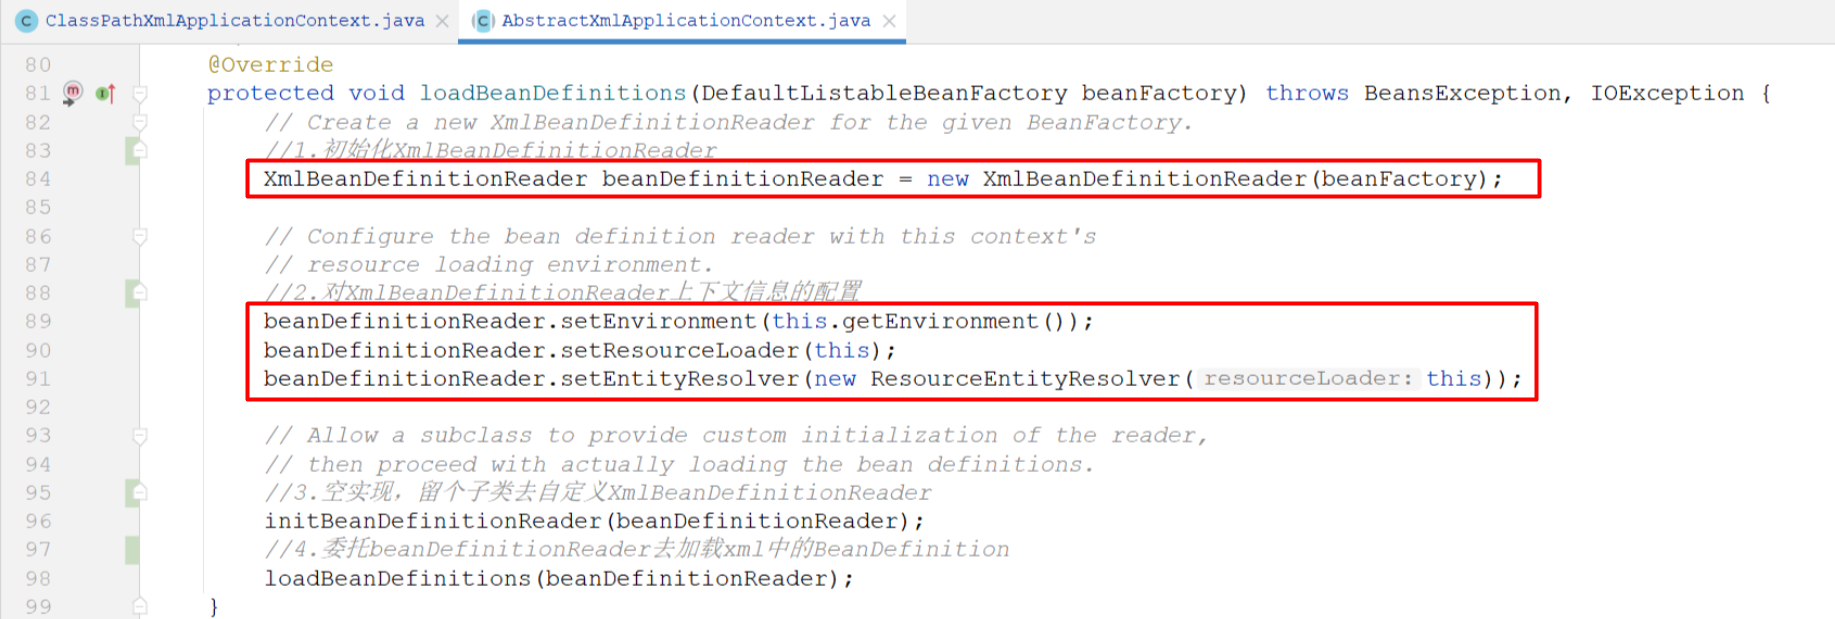 ClassPathXmlApplicationContext.java AbstractXmlApplicationContext.java
80 @Override
81 protected void loadBeanDefinitions(DefaultListableBeanFactory beanFactory) throws BeansException, IOException {
82 // Create a new XmlBeanDefinitionReader for the given BeanFactory.
83 //1.初始化XmlBeanDefinitionReader
84 XmlBeanDefinitionReader beanDefinitionReader = new XmlBeanDefinitionReader(beanFactory);
85
86 // Configure the bean definition reader with this context's
87 // resource loading environment.
88 //2.对XmlBeanDefinitionReader上下文信息的配置
89 beanDefinitionReader.setEnvironment(this.getEnvironment());
90 beanDefinitionReader.setResourceLoader(this);
91 beanDefinitionReader.setEntityResolver(new ResourceEntityResolver( resourceLoader: this));
92
93 // Allow a subclass to provide custom initialization of the reader,
94 // then proceed with actually loading the bean definitions.
95 //3.空实现，留个子类去自定义XmlBeanDefinitionReader
96 initBeanDefinitionReader(beanDefinitionReader);
97 //4.委托beanDefinitionReader去加载xml中的BeanDefinition
98 loadBeanDefinitions(beanDefinitionReader);
99 }